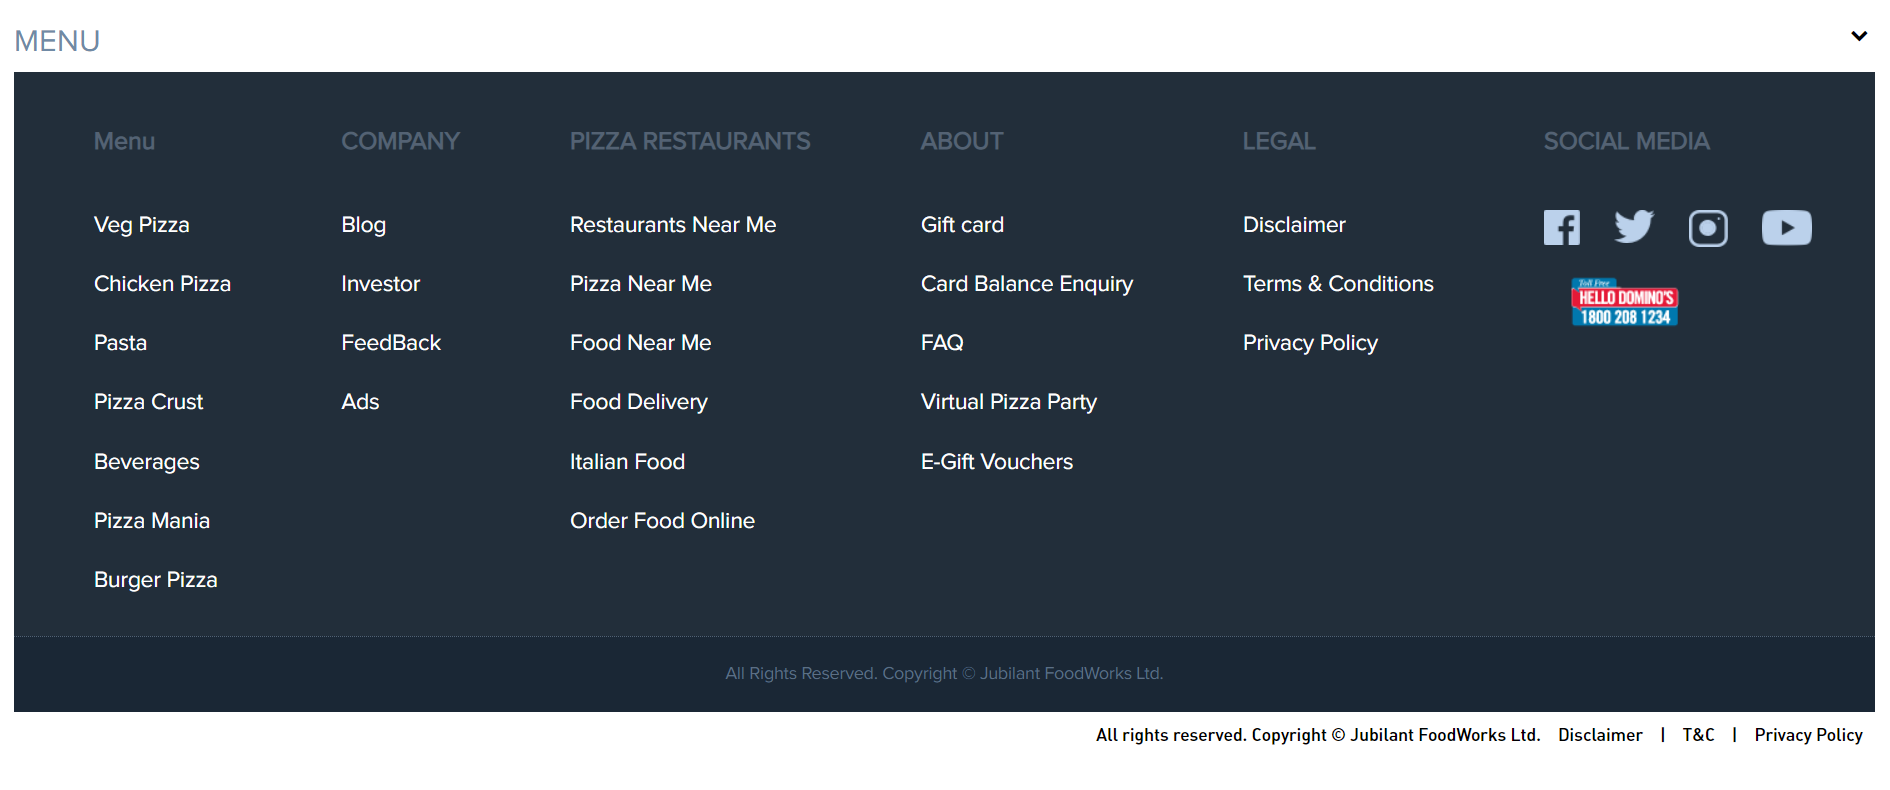 MENU
Menu
Veg Pizza
Chicken Pizza
Pasta
Pizza Crust
Beverages
Pizza Mania
Burger Pizza
COMPANY
Blog
Investor
FeedBack
Ads
PIZZA RESTAURANTS
Restaurants Near Me
Pizza Near Me
Food Near Me
Food Delivery
Italian Food
Order Food Online
ABOUT
Gift card
Card Balance Enquiry
FAQ
Virtual Pizza Party
E-Gift Vouchers
LEGAL
Disclaimer
Terms & Conditions
Privacy Policy
SOCIAL MEDIA
Toll Free
HELLO DOMINO'S
1800 208 1234
All Rights Reserved. Copyright © Jubilant FoodWorks Ltd.
All rights reserved. Copyright © Jubilant FoodWorks Ltd. Disclaimer | T&C | Privacy Policy